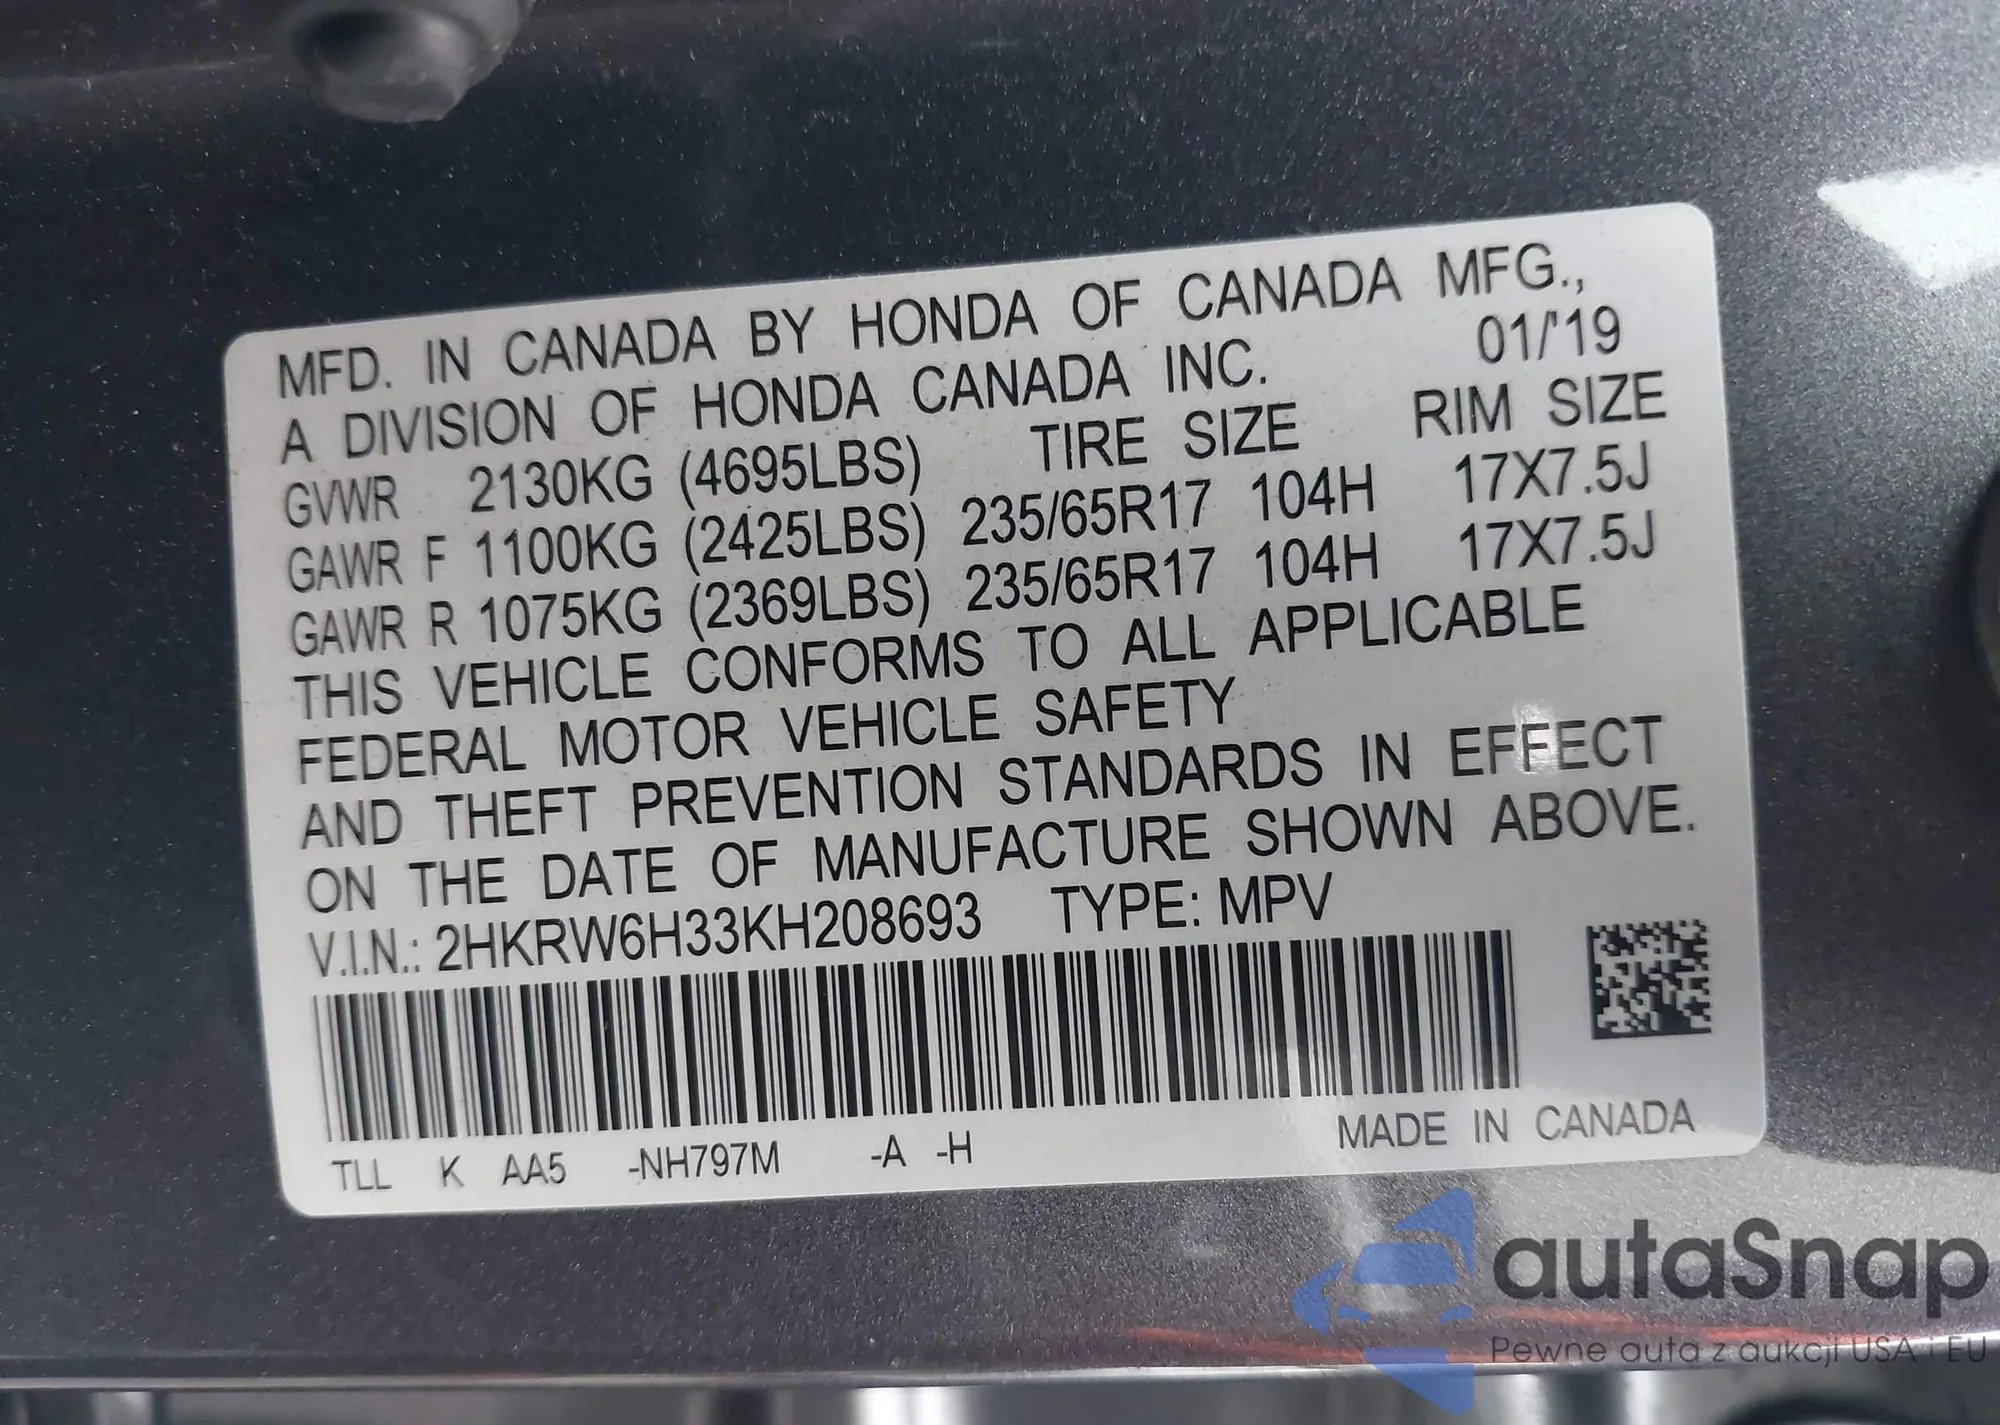 MFD. IN CANADA BY HONDA OF CANADA MFG.,
A DIVISION OF HONDA CANADA INC. 01/'19
GVWR 2130KG (4695LBS) TIRE SIZE RIM SIZE
GAWR F 1100KG (2425LBS) 235/65R17 104H 17X7.5J
GAWR R 1075KG (2369LBS) 235/65R17 104H 17X7.5J
THIS VEHICLE CONFORMS TO ALL APPLICABLE
FEDERAL MOTOR VEHICLE SAFETY
AND THEFT PREVENTION STANDARDS IN EFFECT
ON THE DATE OF MANUFACTURE SHOWN ABOVE.
V.I.N.: 2HKRW6H33KH208693 TYPE: MPV
TLL K AA5 -NH797M -A -H MADE IN CANADA
autaSnap
Pewne auta z aukcji USA i EU